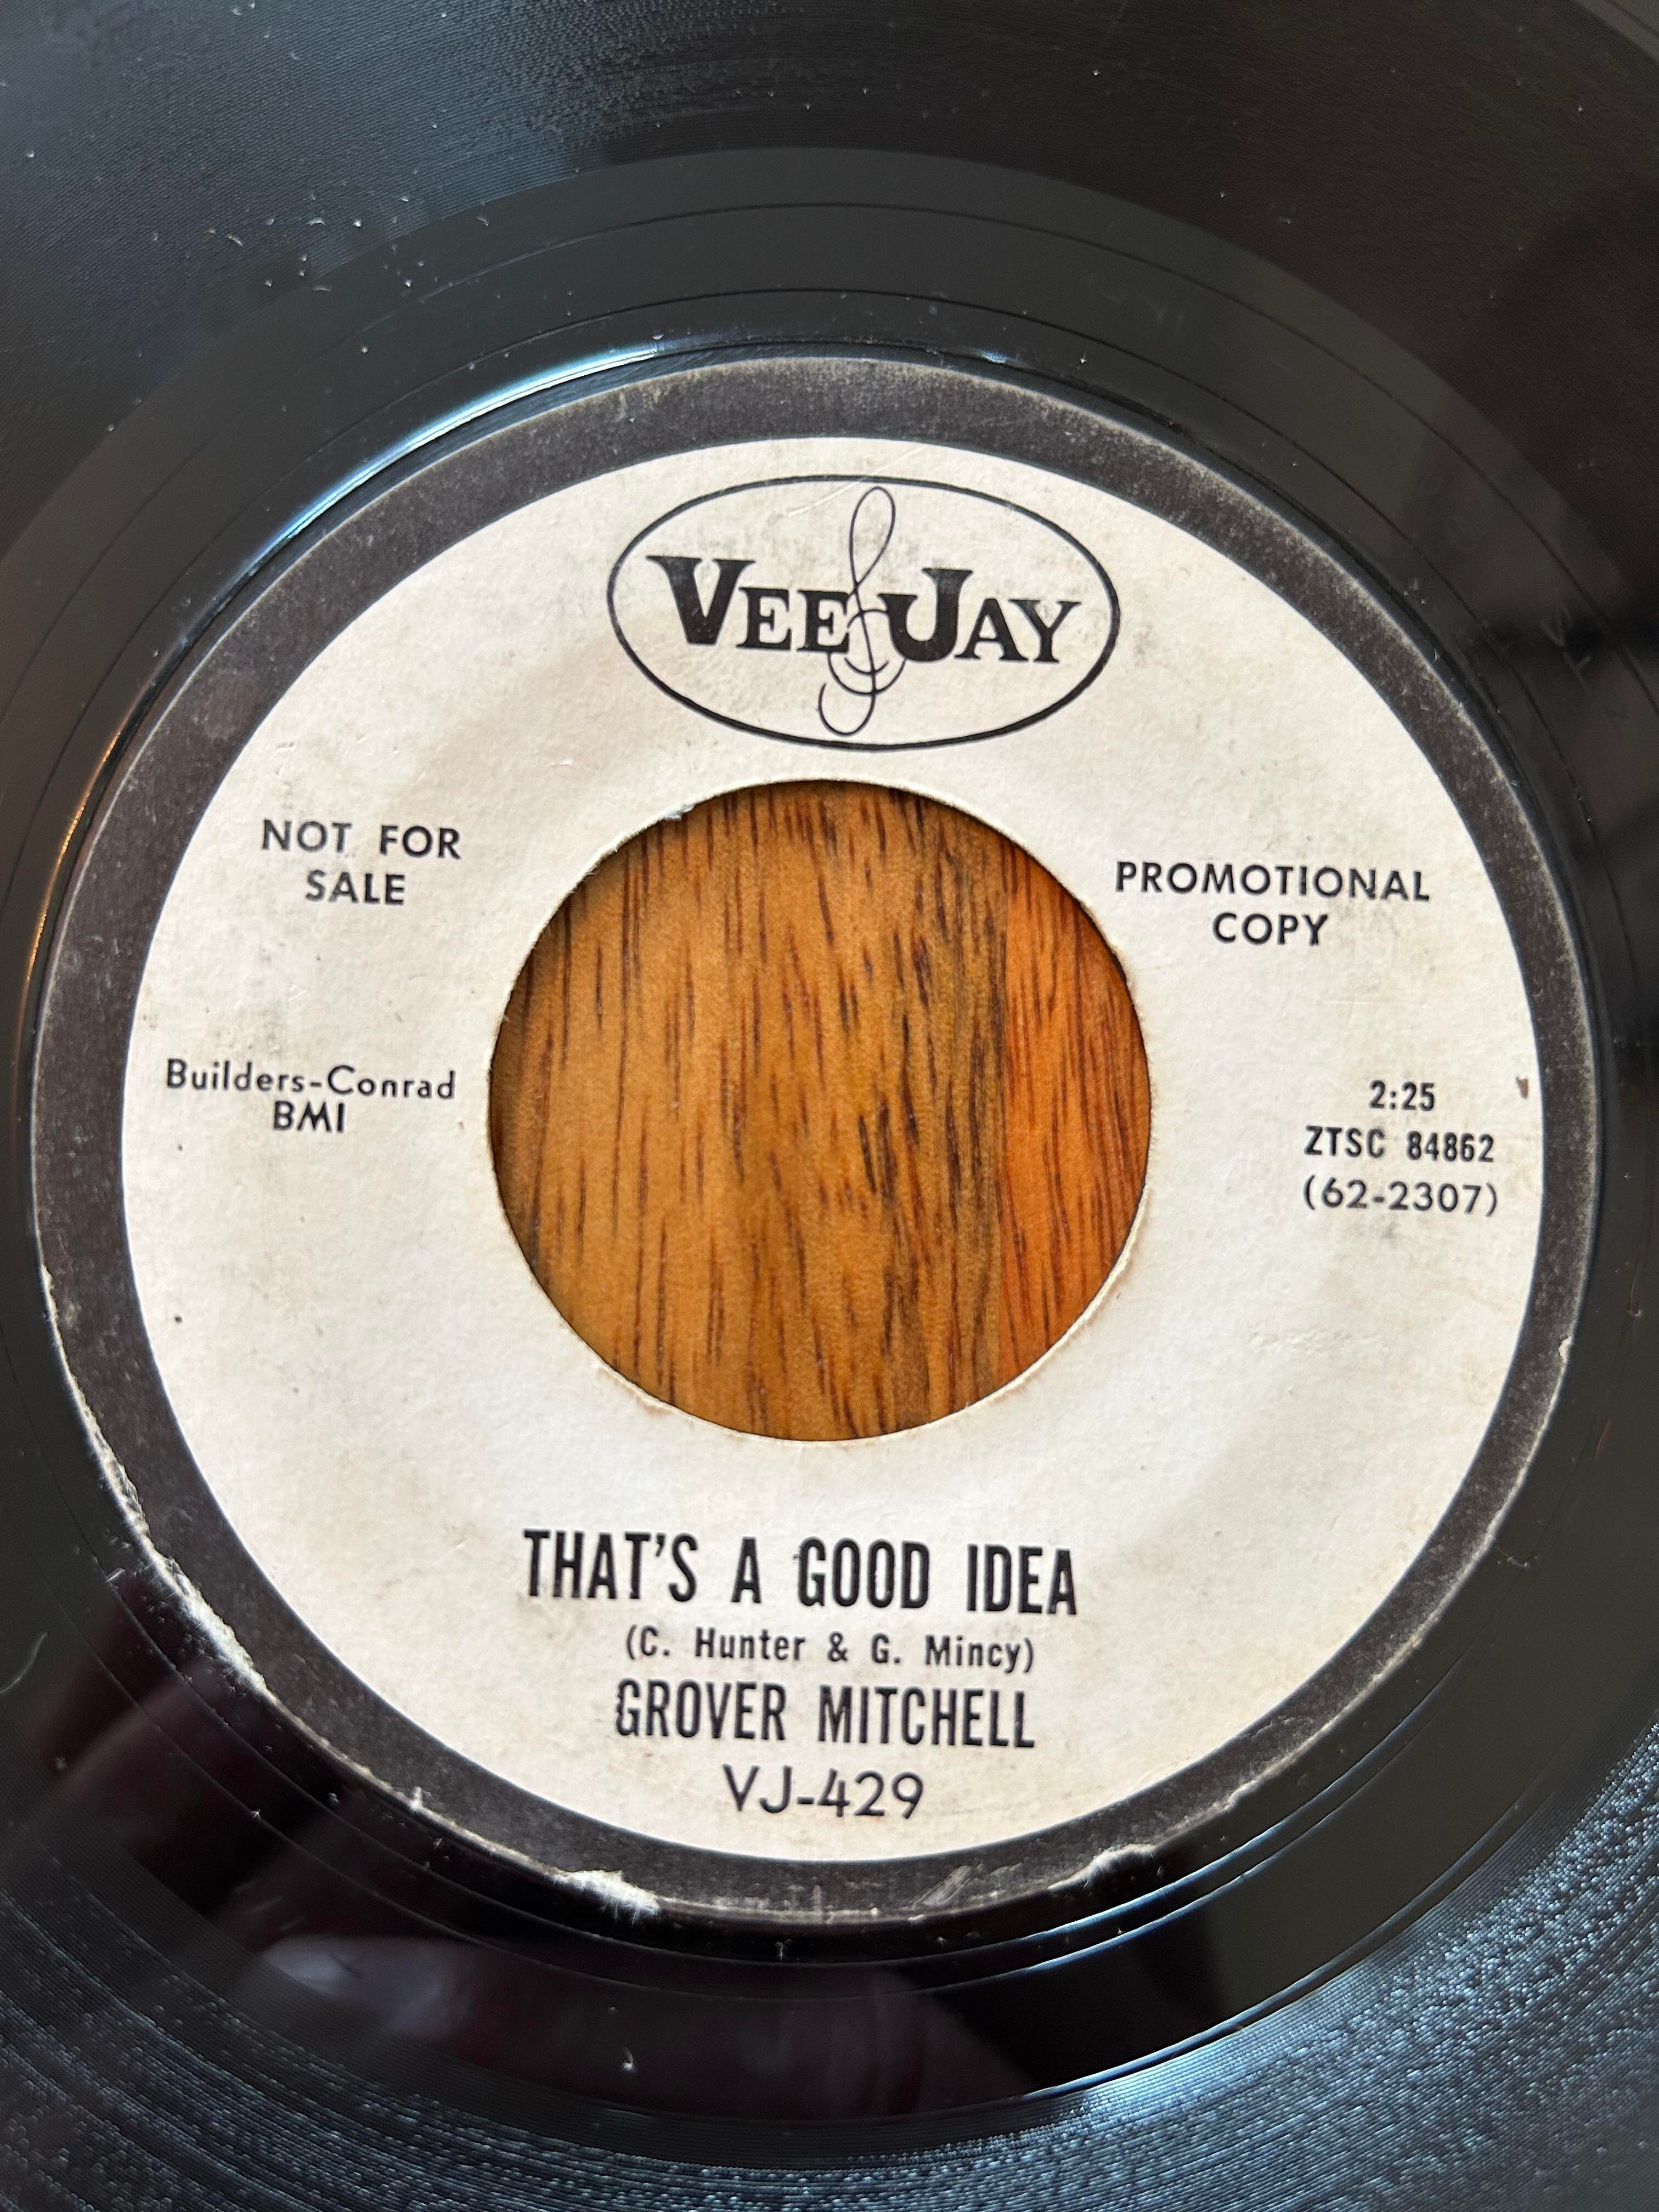 VEE JAY
NOT FOR
SALE
PROMOTIONAL
COPY
Builders-Conrad
BMI
2:25
ZTSC 84862
(62-2307)
THAT'S A GOOD IDEA
(C. Hunter & G. Mincy)
GROVER MITCHELL
VJ-429